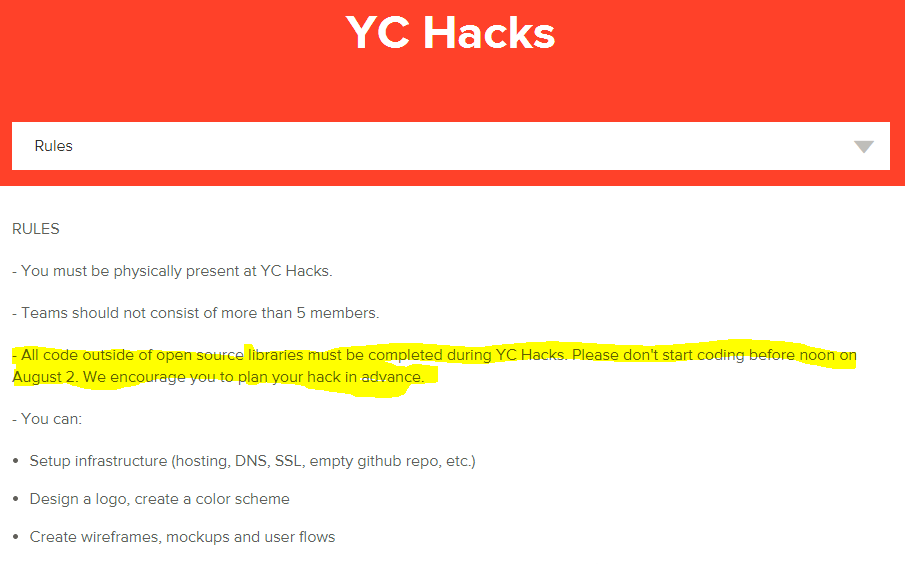 YC Hacks
Rules
RULES
- You must be physically present at YC Hacks.
- Teams should not consist of more than 5 members.
- All code outside of open source libraries must be completed during YC Hacks. Please don't start coding before noon on
August 2. We encourage you to plan your hack in advance.
- You can:
• Setup infrastructure (hosting, DNS, SSL, empty github repo, etc.)
• Design a logo, create a color scheme
• Create wireframes, mockups and user flows